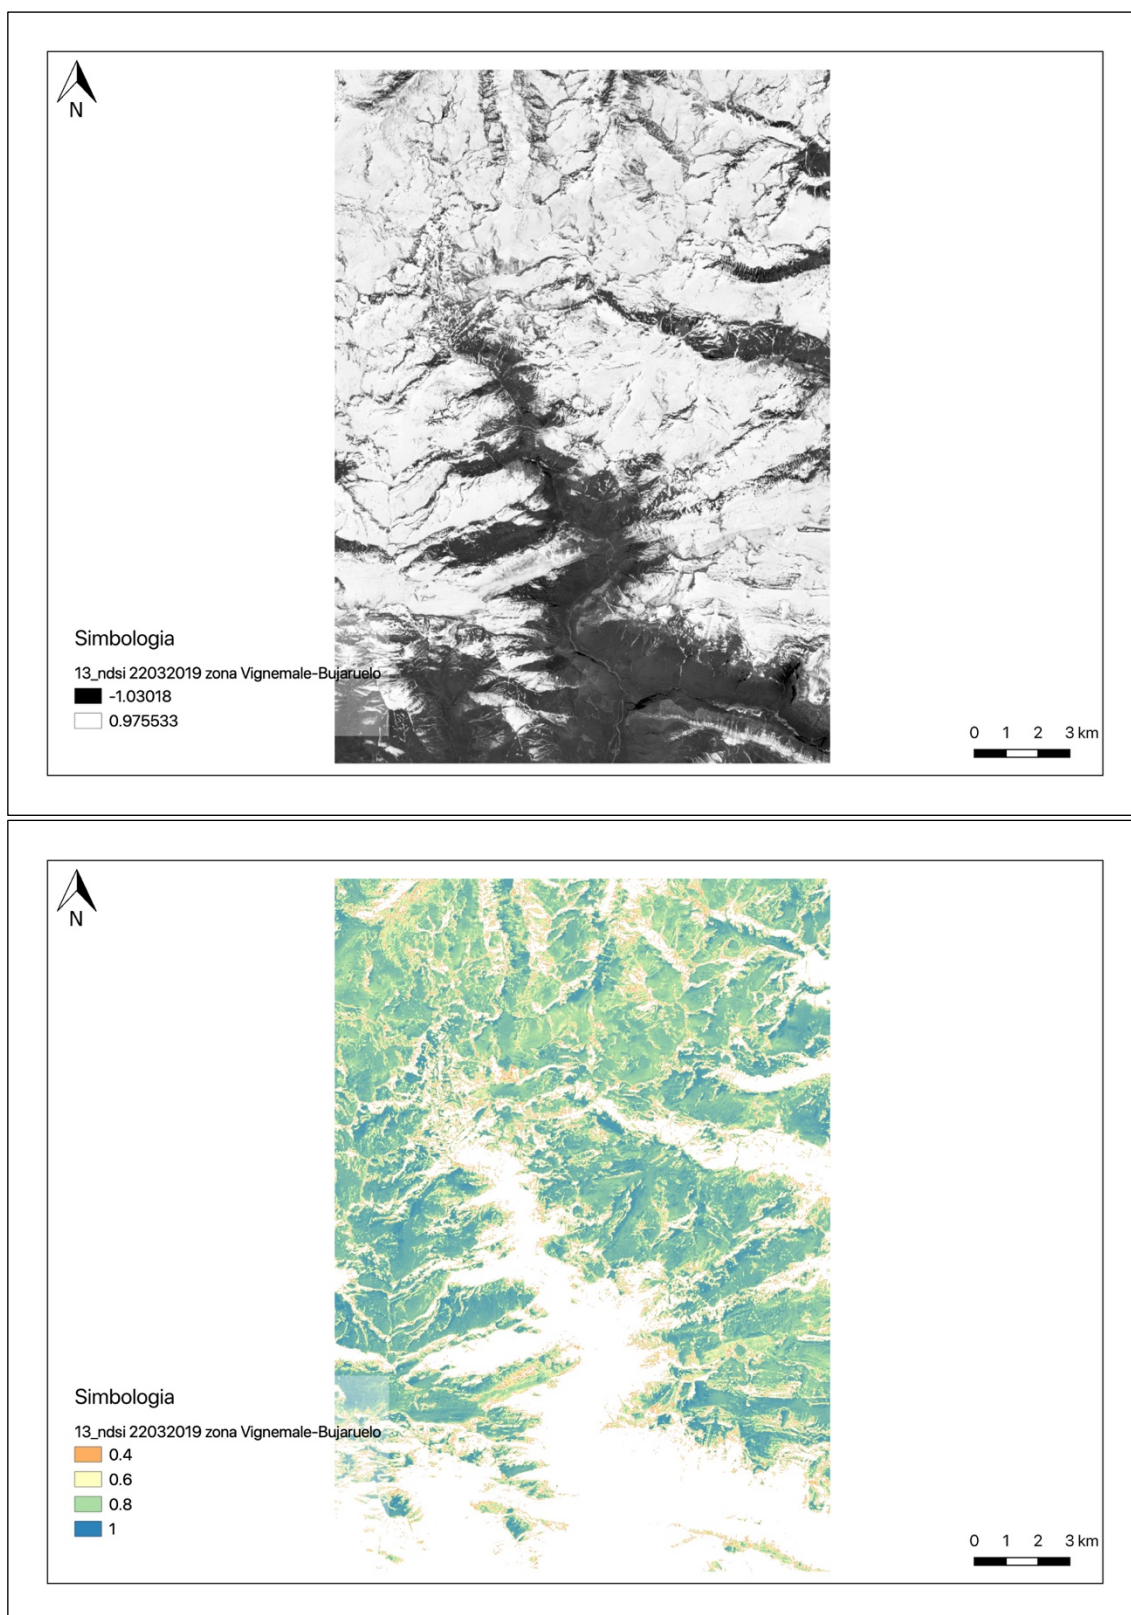 N
Simbologia
13_ndsi 22032019 zona Vignemale-Bujaruelo
-1.03018
0.975533
0 1 2 3 km
N
Simbologia
13_ndsi 22032019 zona Vignemale-Bujaruelo
0.4
0.6
0.8
1
0 1 2 3 km